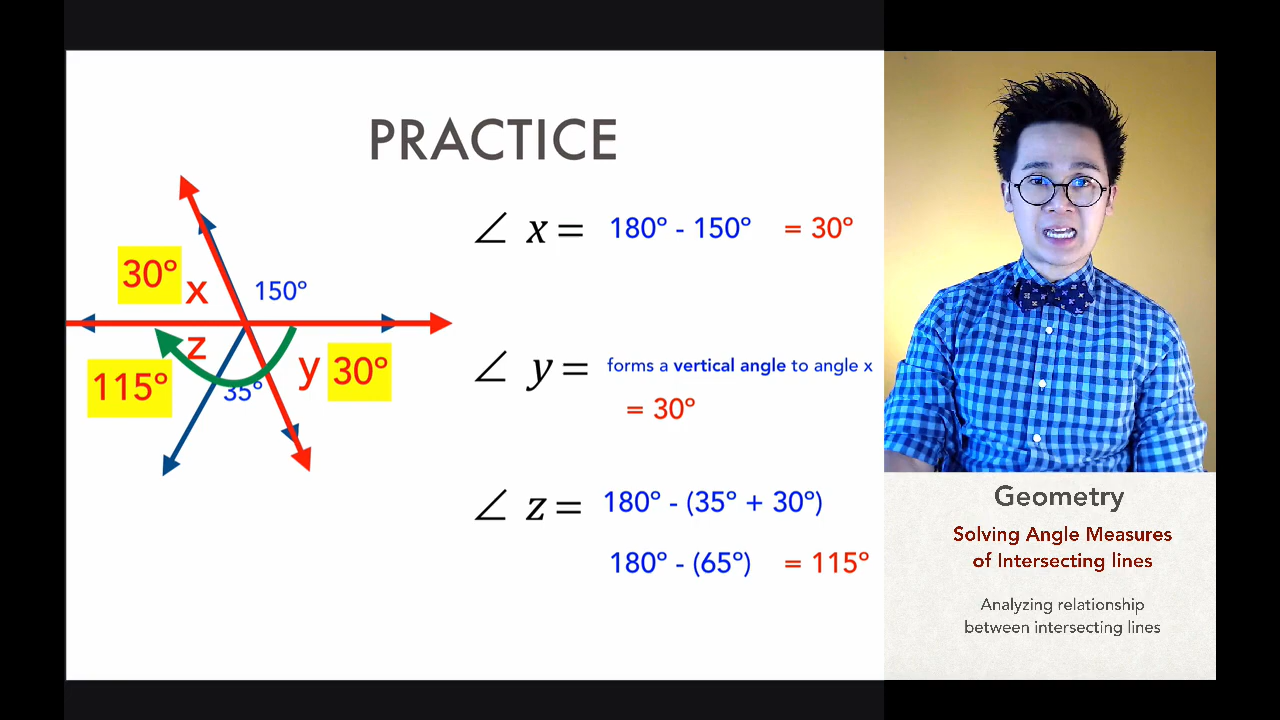 PRACTICE
∠ x = 180° - 150° = 30°
30°
x
150°
z
115°
35°
y 30°
∠ y = forms a vertical angle to angle x
= 30°
∠ z = 180° - (35° + 30°)
180° - (65°) = 115°
Geometry
Solving Angle Measures
of Intersecting lines
Analyzing relationship
between intersecting lines